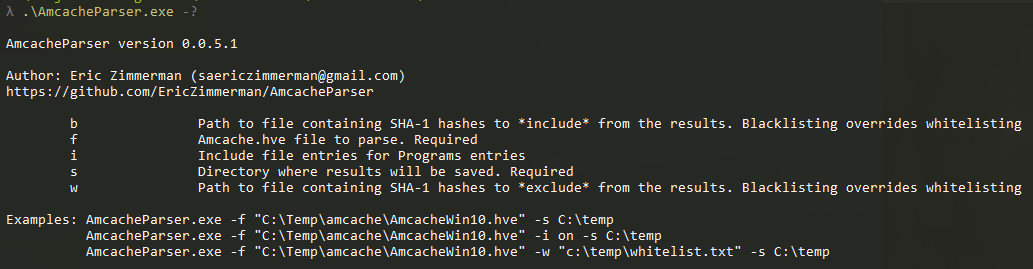 λ .\AmcacheParser.exe -?
AmcacheParser version 0.0.5.1
Author: Eric Zimmerman (saericzimmerman@gmail.com)
https://github.com/EricZimmerman/AmcacheParser
b Path to file containing SHA-1 hashes to *include* from the results. Blacklisting overrides whitelisting
f Amcache.hve file to parse. Required
i Include file entries for Programs entries
s Directory where results will be saved. Required
w Path to file containing SHA-1 hashes to *exclude* from the results. Blacklisting overrides whitelisting
Examples: AmcacheParser.exe -f "C:\Temp\amcache\AmcacheWin10.hve" -s C:\temp
AmcacheParser.exe -f "C:\Temp\amcache\AmcacheWin10.hve" -i on -s C:\temp
AmcacheParser.exe -f "C:\Temp\amcache\AmcacheWin10.hve" -w "c:\temp\whitelist.txt" -s C:\temp